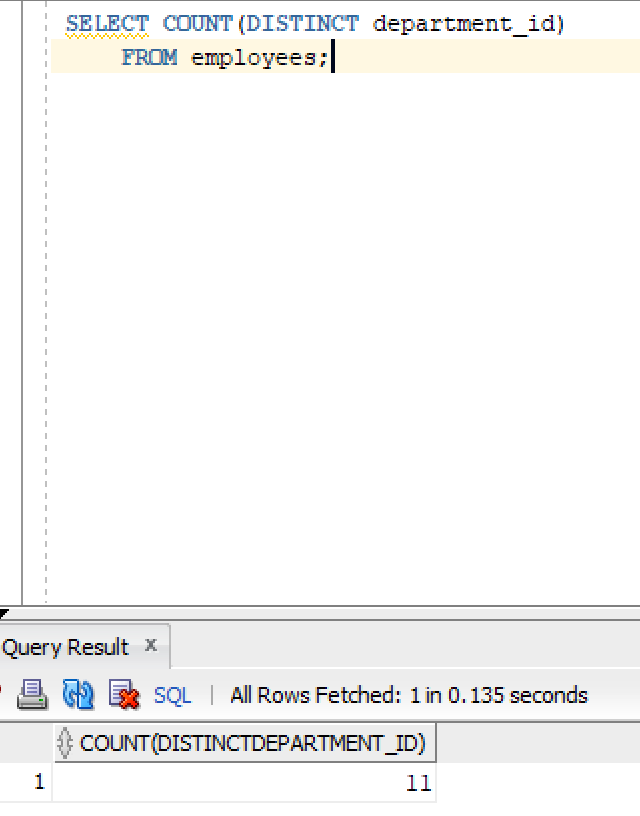 SELECT COUNT(DISTINCT department_id)
FROM employees;
Query Result x
SQL | All Rows Fetched: 1 in 0.135 seconds
COUNT(DISTINCTDEPARTMENT_ID)
1 11